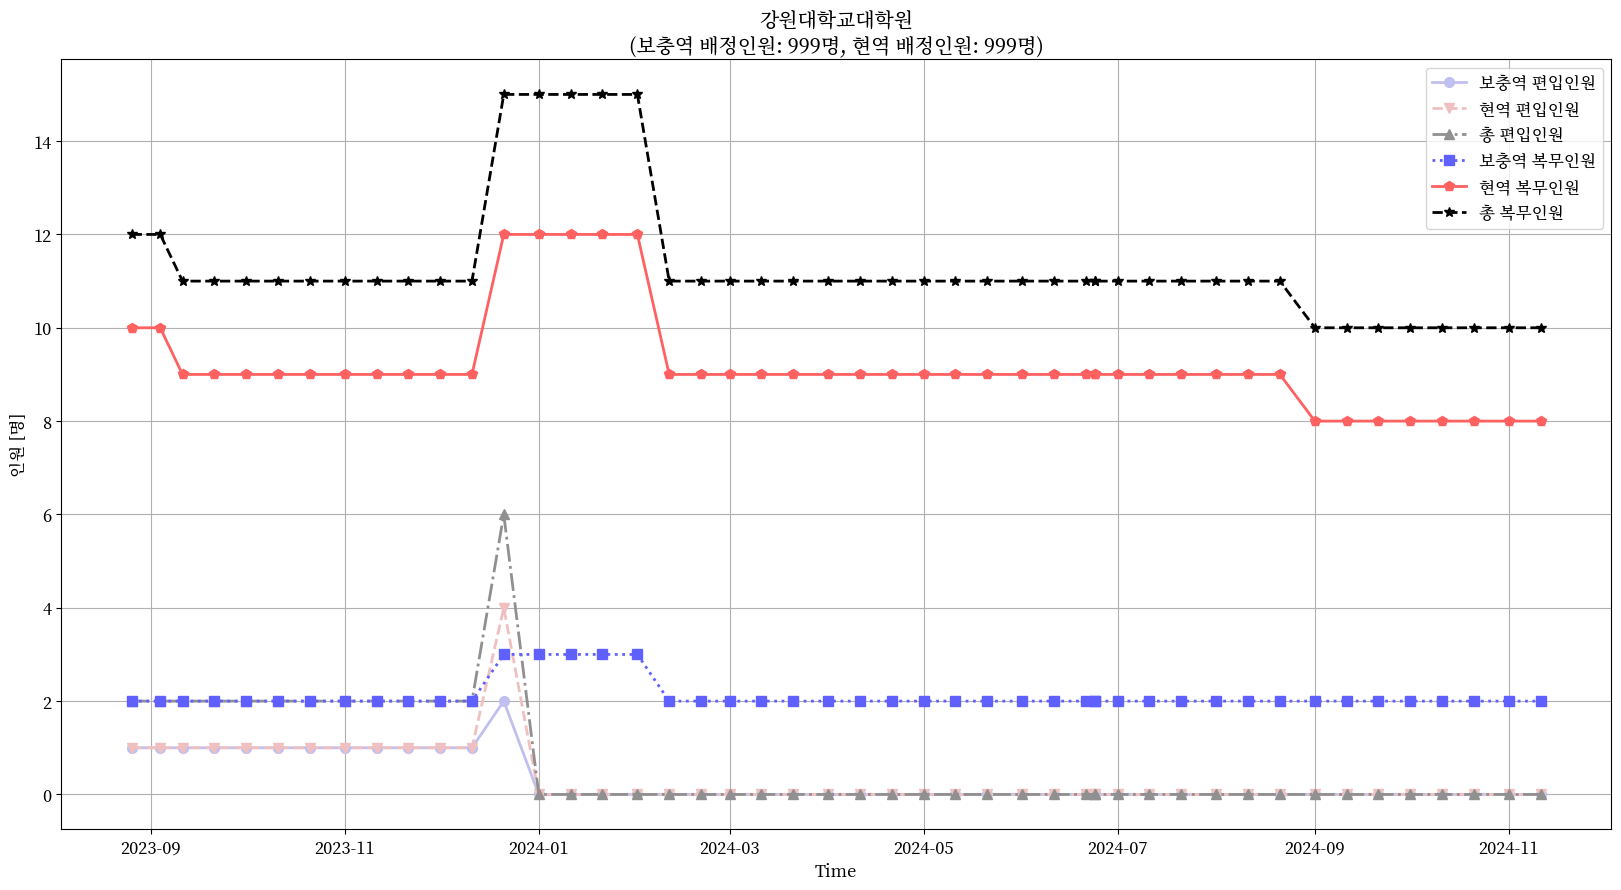 강원대학교대학원
(보충역 배정인원: 999명, 현역 배정인원: 999명)
보충역 편입인원
현역 편입인원
총 편입인원
보충역 복무인원
현역 복무인원
총 복무인원
인원 [명]
14
12
10
8
6
4
2
0
2023-09
2023-11
2024-01
2024-03
2024-05
2024-07
2024-09
2024-11
Time